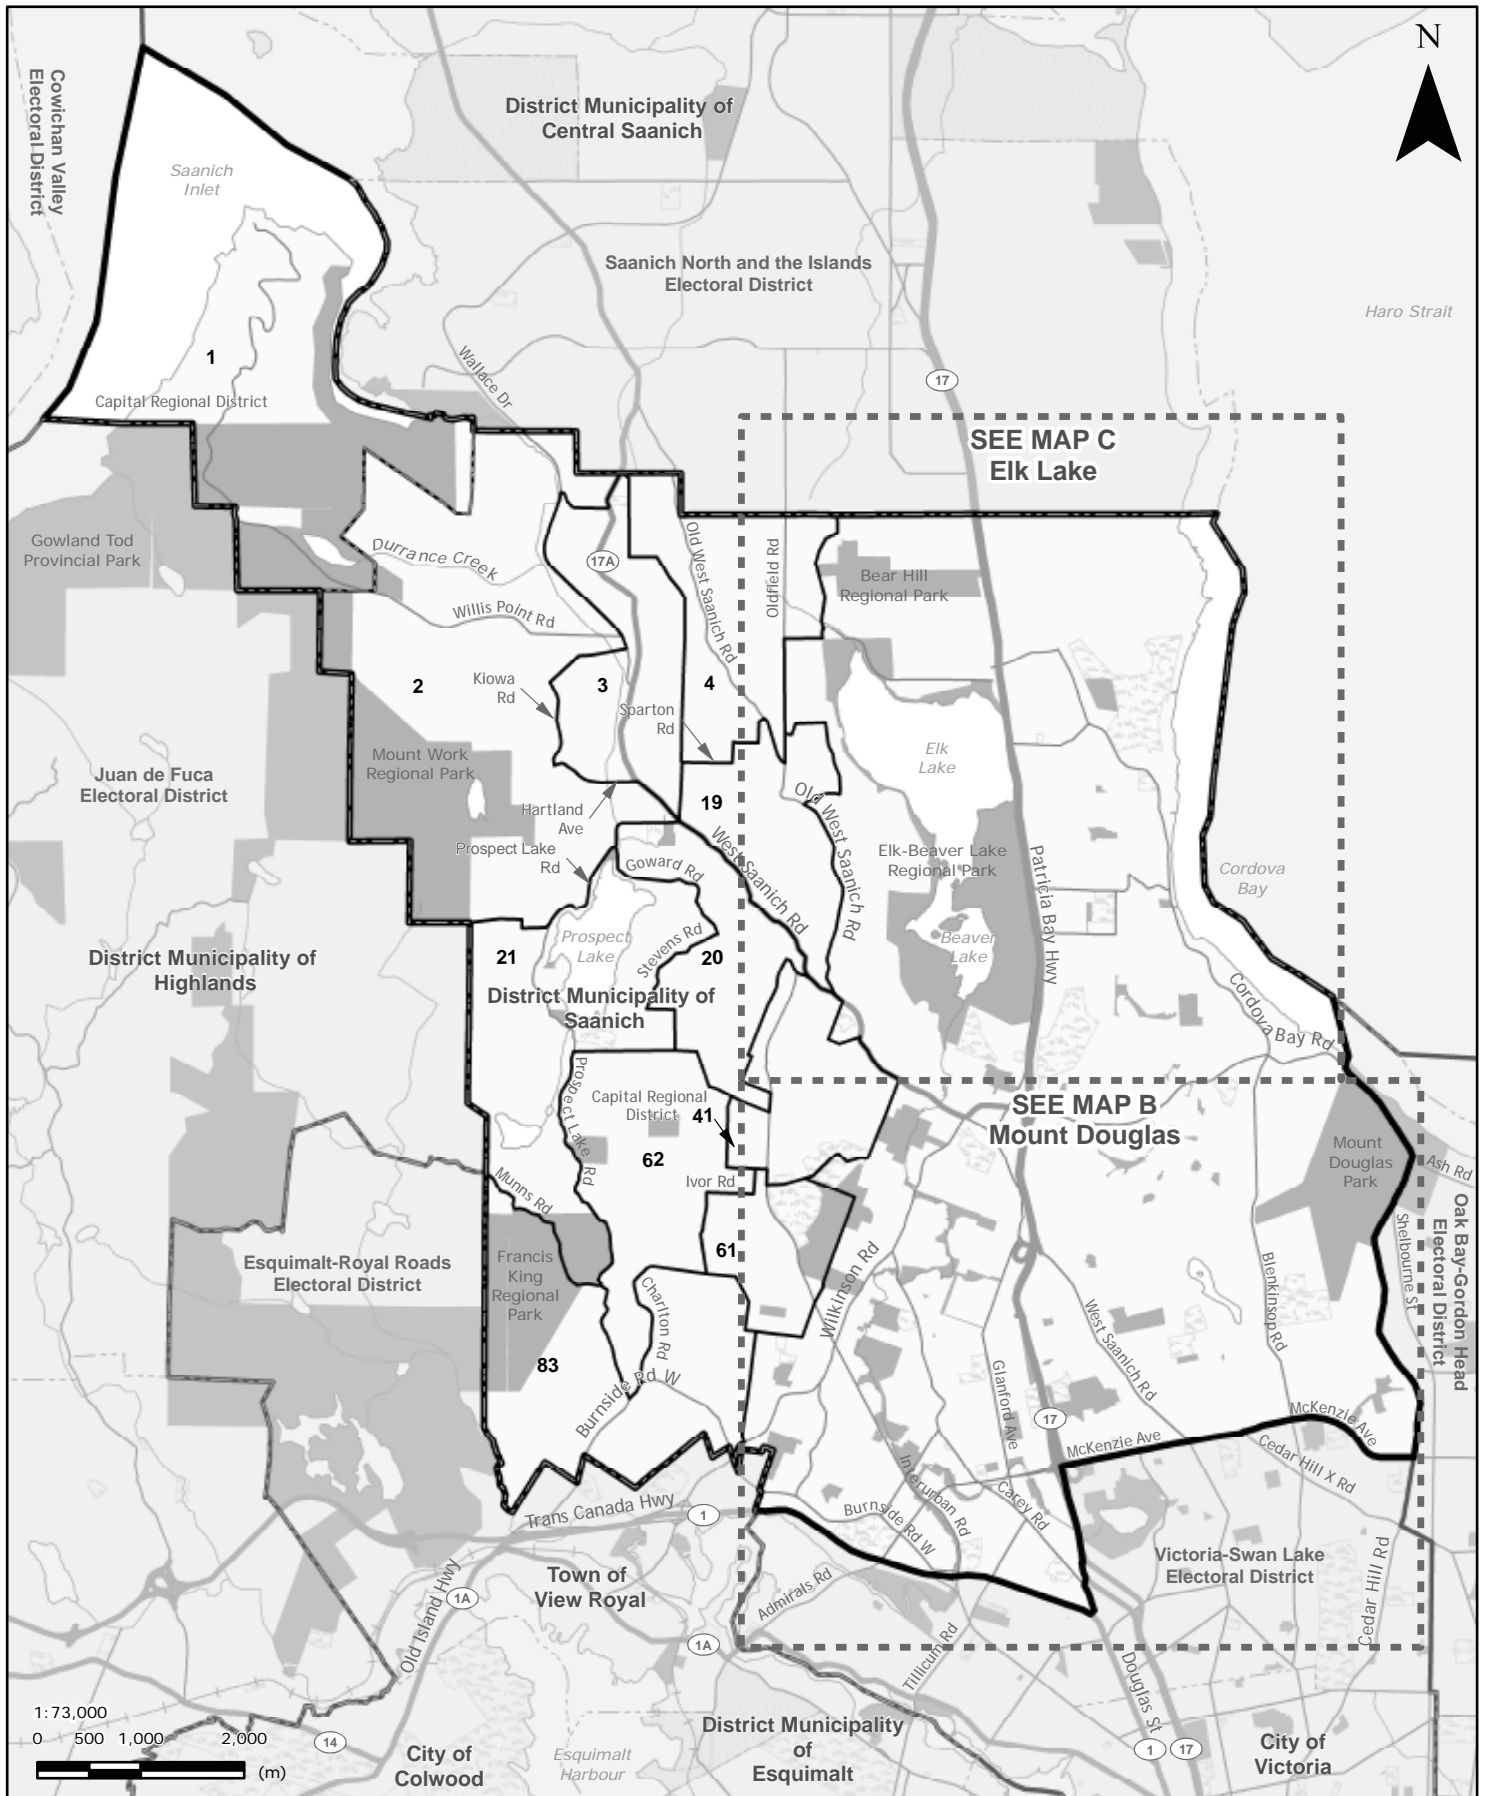 N
Cowichan Valley
Electoral District
District Municipality of
Central Saanich
Saanich
Inlet
Saanich North and the Islands
Electoral District
Haro Strait
1
Wallace Dr
17
Capital Regional District
SEE MAP C
Elk Lake
Gowland Tod
Provincial Park
Durrance Creek
17A
Old West Saanich Rd
Oldfield Rd
Bear Hill
Regional Park
Willis Point Rd
2
Kiowa
Rd
3
4
Sparton
Rd
Elk
Lake
Mount Work
Regional Park
Juan de Fuca
Electoral District
Hartland
Ave
19
Old West Saanich Rd
West Saanich Rd
Prospect Lake
Rd
Goward Rd
Elk-Beaver Lake
Regional Park
Patricia Bay Hwy
Cordova
Bay
District Municipality of
Highlands
21
Prospect
Lake
Stevens Rd
20
Beaver
Lake
District Municipality of
Saanich
Cordova Bay Rd
Prospect Lake Rd
Capital Regional
District
41
SEE MAP B
Mount Douglas
62
Mount
Douglas
Park
Ash Rd
Munns Rd
Ivor Rd
Shelbourne St
Oak Bay-Gordon Head
Electoral District
Esquimalt-Royal Roads
Electoral District
Francis
King
Regional
Park
61
Wilkinson Rd
Blenkinsop Rd
Charlton Rd
West Saanich Rd
83
Burnside Rd W
Glanford Ave
17
McKenzie Ave
McKenzie Ave
Cedar Hill X Rd
Interurban Rd
Carey Rd
Trans Canada Hwy
1
Burnside Rd W
Victoria-Swan Lake
Electoral District
Cedar Hill Rd
Town of
View Royal
Old Island Hwy
1A
Admirals Rd
1A
Tillicum Rd
Douglas St
1:73,000
0 500 1,000 2,000
(m)
14
City of
Colwood
Esquimalt
Harbour
District Municipality
of
Esquimalt
1
17
City of
Victoria